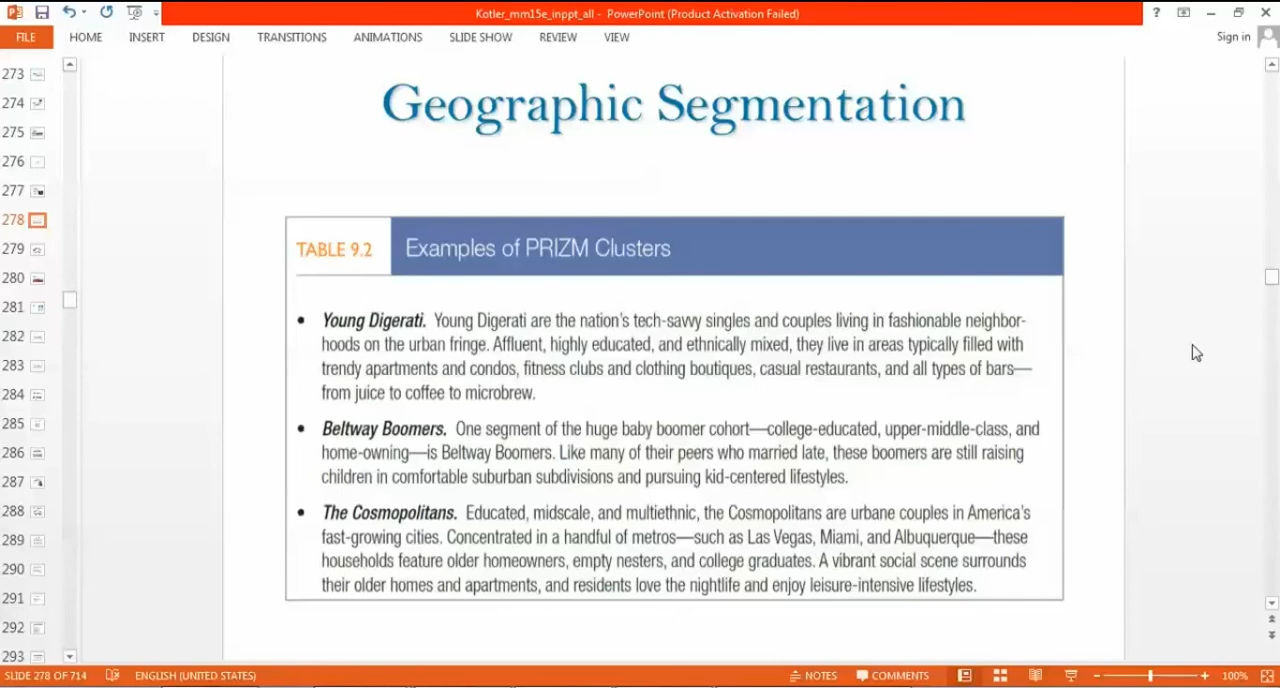 Kotler_mm15e_inppt_all - PowerPoint (Product Activation Failed)
?
FILE HOME INSERT DESIGN TRANSITIONS ANIMATIONS SLIDE SHOW REVIEW VIEW Sign in
273
274
275
276
277
278
279
280
281
282
283
284
285
286
287
288
289
290
291
292
293
Geographic Segmentation
TABLE 9.2 Examples of PRIZM Clusters
• Young Digerati. Young Digerati are the nation's tech-savvy singles and couples living in fashionable neighbor-
hoods on the urban fringe. Affluent, highly educated, and ethnically mixed, they live in areas typically filled with
trendy apartments and condos, fitness clubs and clothing boutiques, casual restaurants, and all types of bars—
from juice to coffee to microbrew.
• Beltway Boomers. One segment of the huge baby boomer cohort—college-educated, upper-middle-class, and
home-owning—is Beltway Boomers. Like many of their peers who married late, these boomers are still raising
children in comfortable suburban subdivisions and pursuing kid-centered lifestyles.
• The Cosmopolitans. Educated, midscale, and multiethnic, the Cosmopolitans are urbane couples in America's
fast-growing cities. Concentrated in a handful of metros—such as Las Vegas, Miami, and Albuquerque—these
households feature older homeowners, empty nesters, and college graduates. A vibrant social scene surrounds
their older homes and apartments, and residents love the nightlife and enjoy leisure-intensive lifestyles.
SLIDE 278 OF 714 ENGLISH (UNITED STATES) NOTES COMMENTS 100%